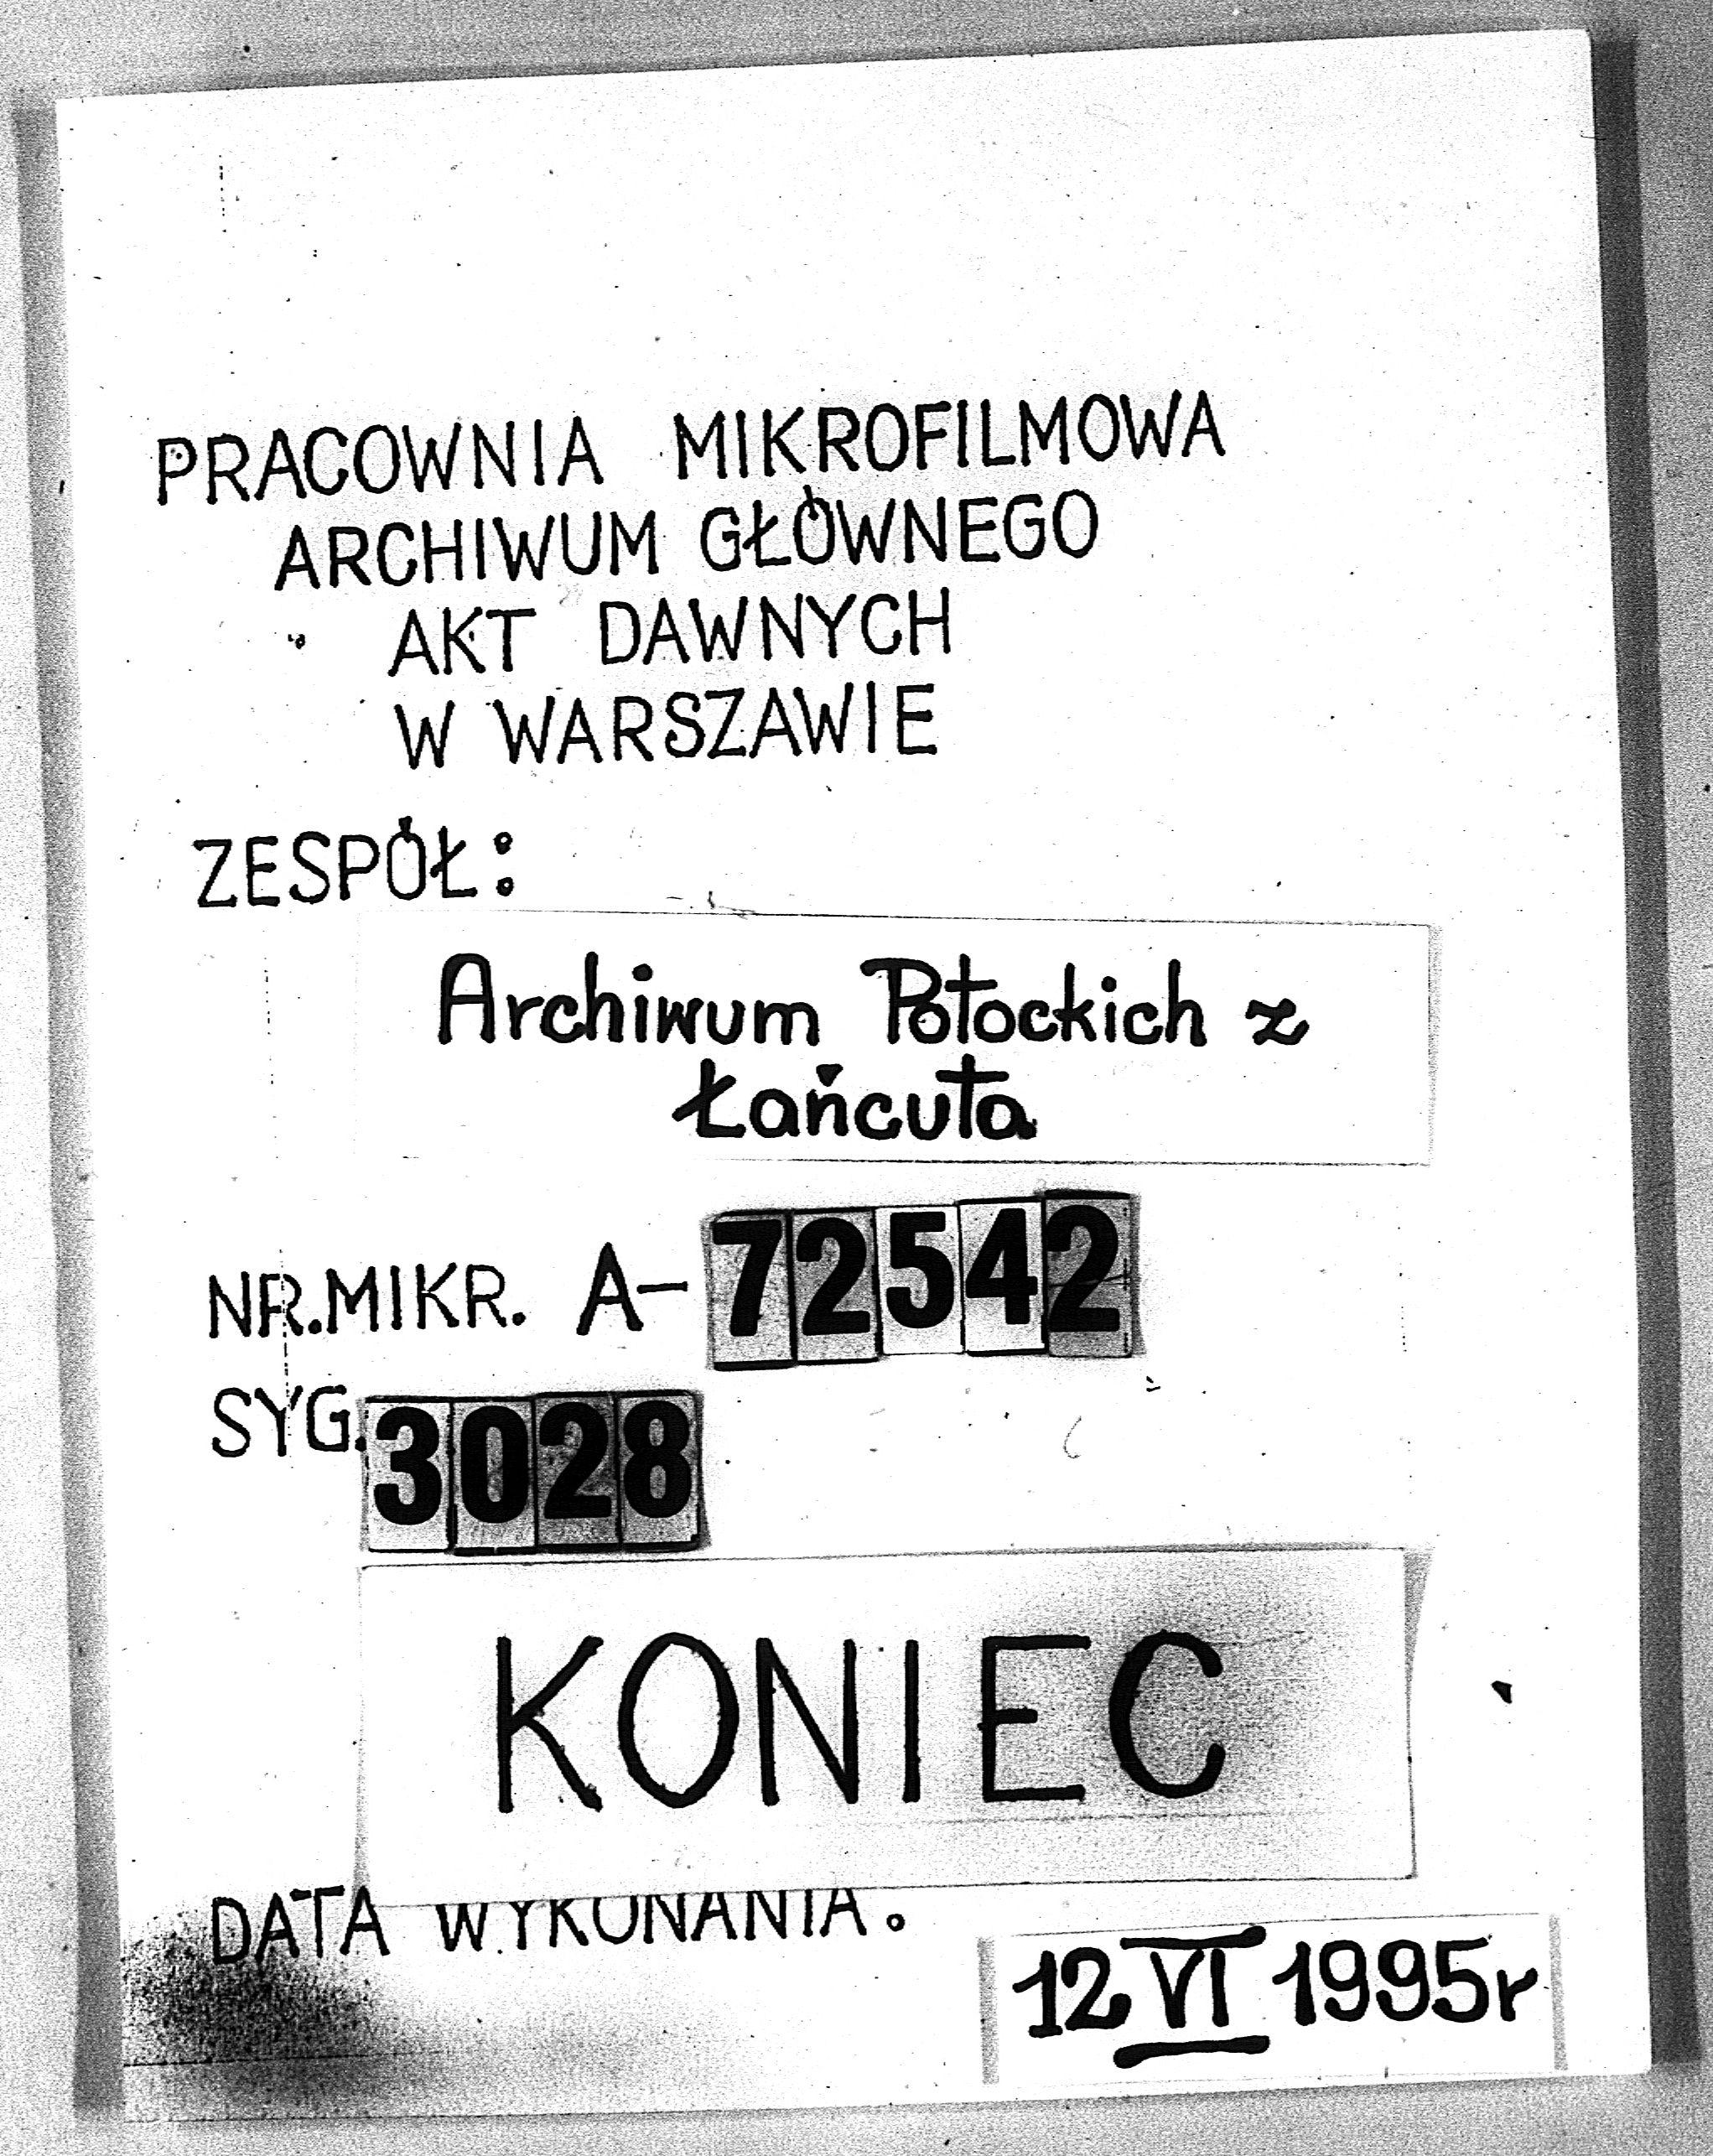 PRACOWNIA MIKROFILMOWA
ARCHIWUM GŁÓWNEGO
AKT DAWNYCH
W WARSZAWIE
ZESPÓŁ:
Archiwum Potockich z
Łańcuta
NR.MIKR. A-72542
SYG. 3028
KONIEC
DATA WYKONANIA:
12 VI 1995r